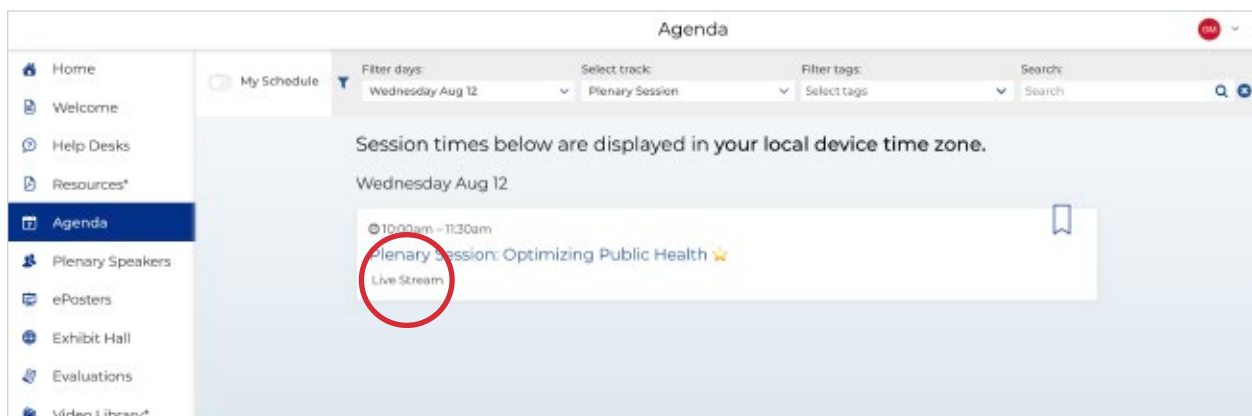 Agenda
GM
Home
Welcome
Help Desks
Resources*
Agenda
Plenary Speakers
ePosters
Exhibit Hall
Evaluations
Video Library*
My Schedule
Filter days:
Wednesday Aug 12
Select track:
Plenary Session
Filter tags:
Select tags
Search:
Search
Session times below are displayed in your local device time zone.
Wednesday Aug 12
10:00am – 11:30am
Plenary Session: Optimizing Public Health
Live Stream